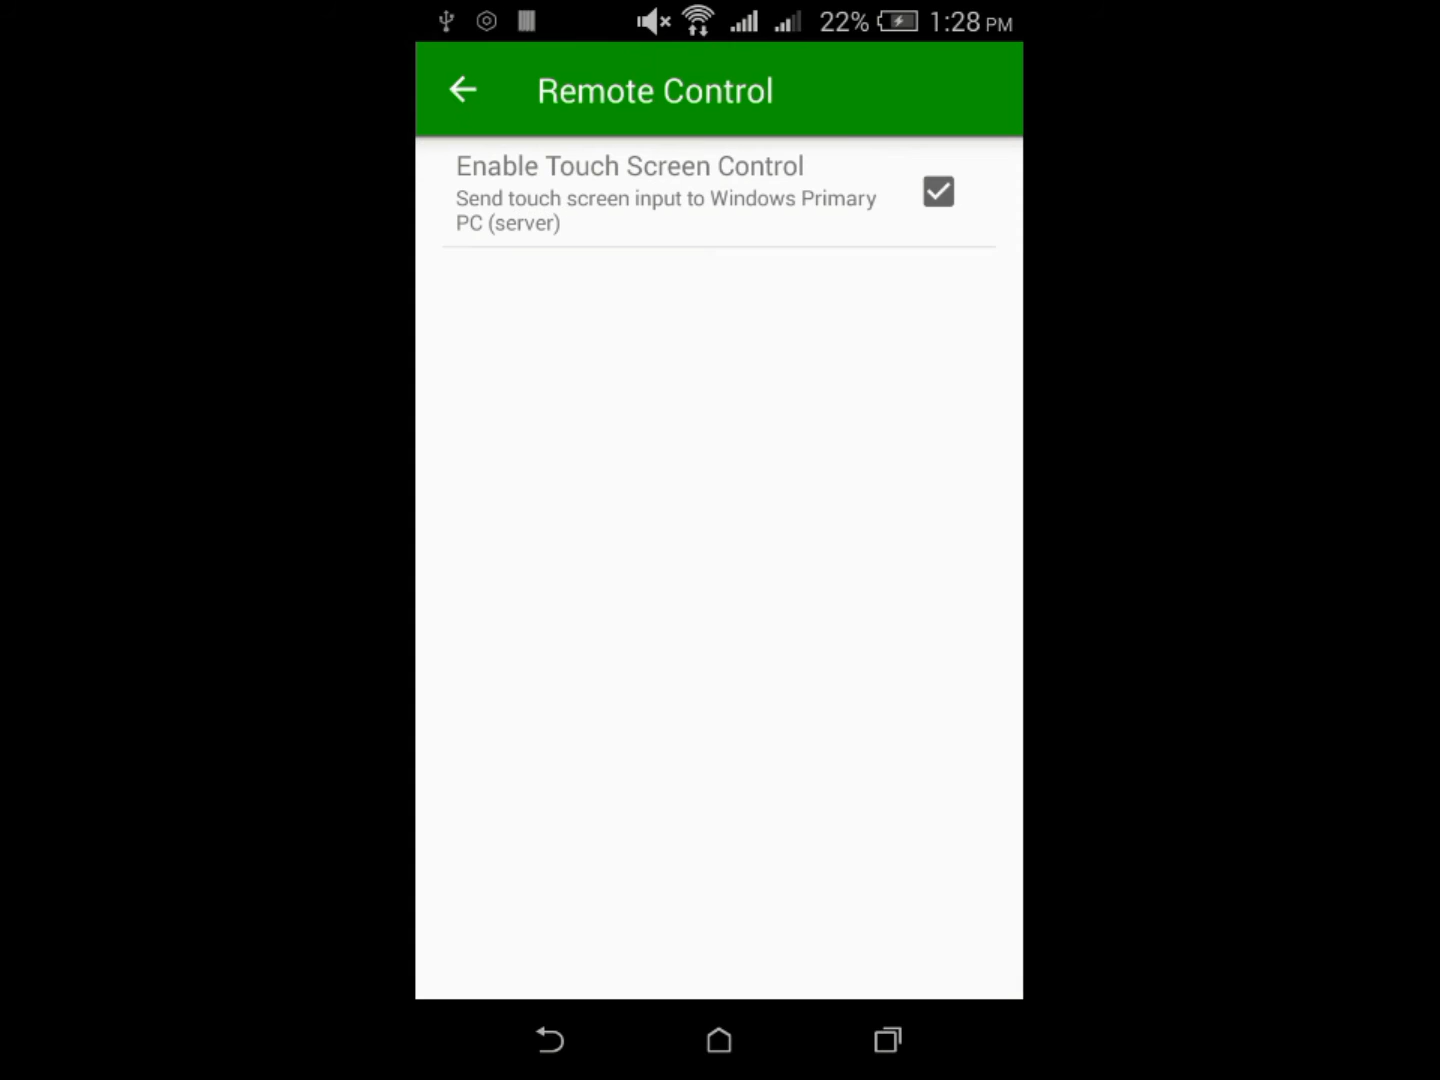 22% 1:28 PM
Remote Control
Enable Touch Screen Control
Send touch screen input to Windows Primary
PC (server)